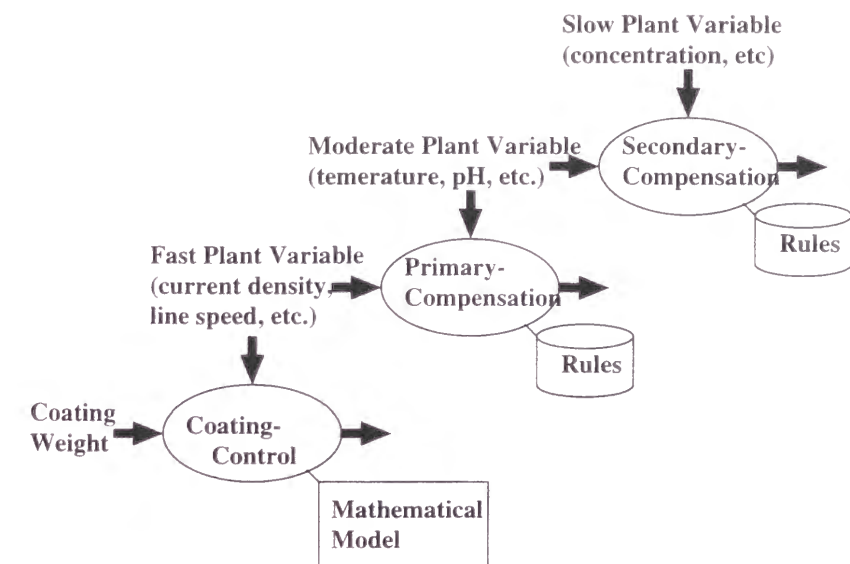 Slow Plant Variable
(concentration, etc)
Moderate Plant Variable
(temerature, pH, etc.)
Secondary-
Compensation
Rules
Fast Plant Variable
(current density,
line speed, etc.)
Primary-
Compensation
Rules
Coating
Weight
Coating-
Control
Mathematical
Model